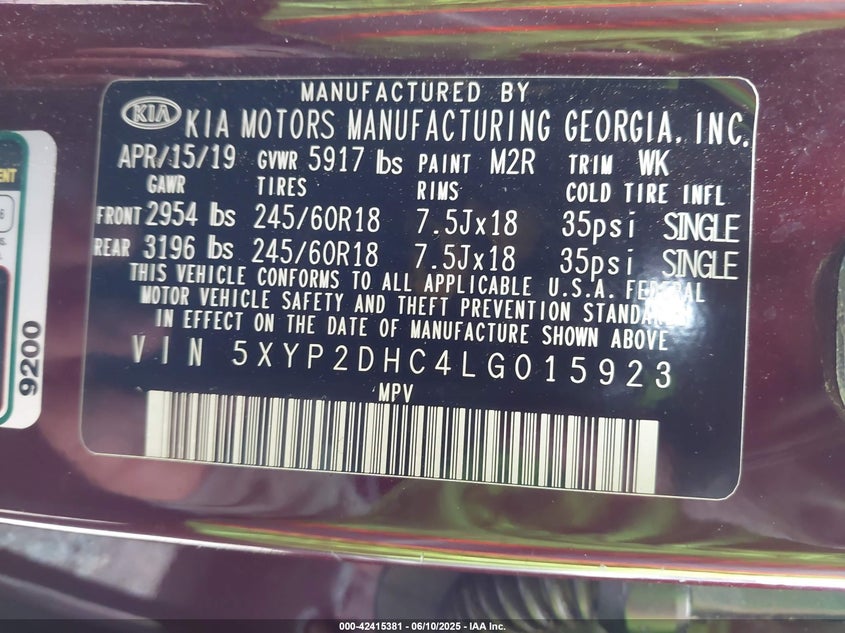 MANUFACTURED BY
KIA KIA MOTORS MANUFACTURING GEORGIA, INC.
APR/15/19 GVWR 5917 lbs PAINT M2R TRIM WK
GAWR TIRES RIMS COLD TIRE INFL
FRONT 2954 lbs 245/60R18 7.5Jx18 35psi SINGLE
REAR 3196 lbs 245/60R18 7.5Jx18 35psi SINGLE
THIS VEHICLE CONFORMS TO ALL APPLICABLE U.S.A. FEDERAL
MOTOR VEHICLE SAFETY AND THEFT PREVENTION STANDARDS
IN EFFECT ON THE DATE OF MANUFACTURE SHOWN ABOVE
VIN 5XYP2DHC4LG015923
MPV
9200
000-42415381 - 06/10/2025 - IAA Inc.